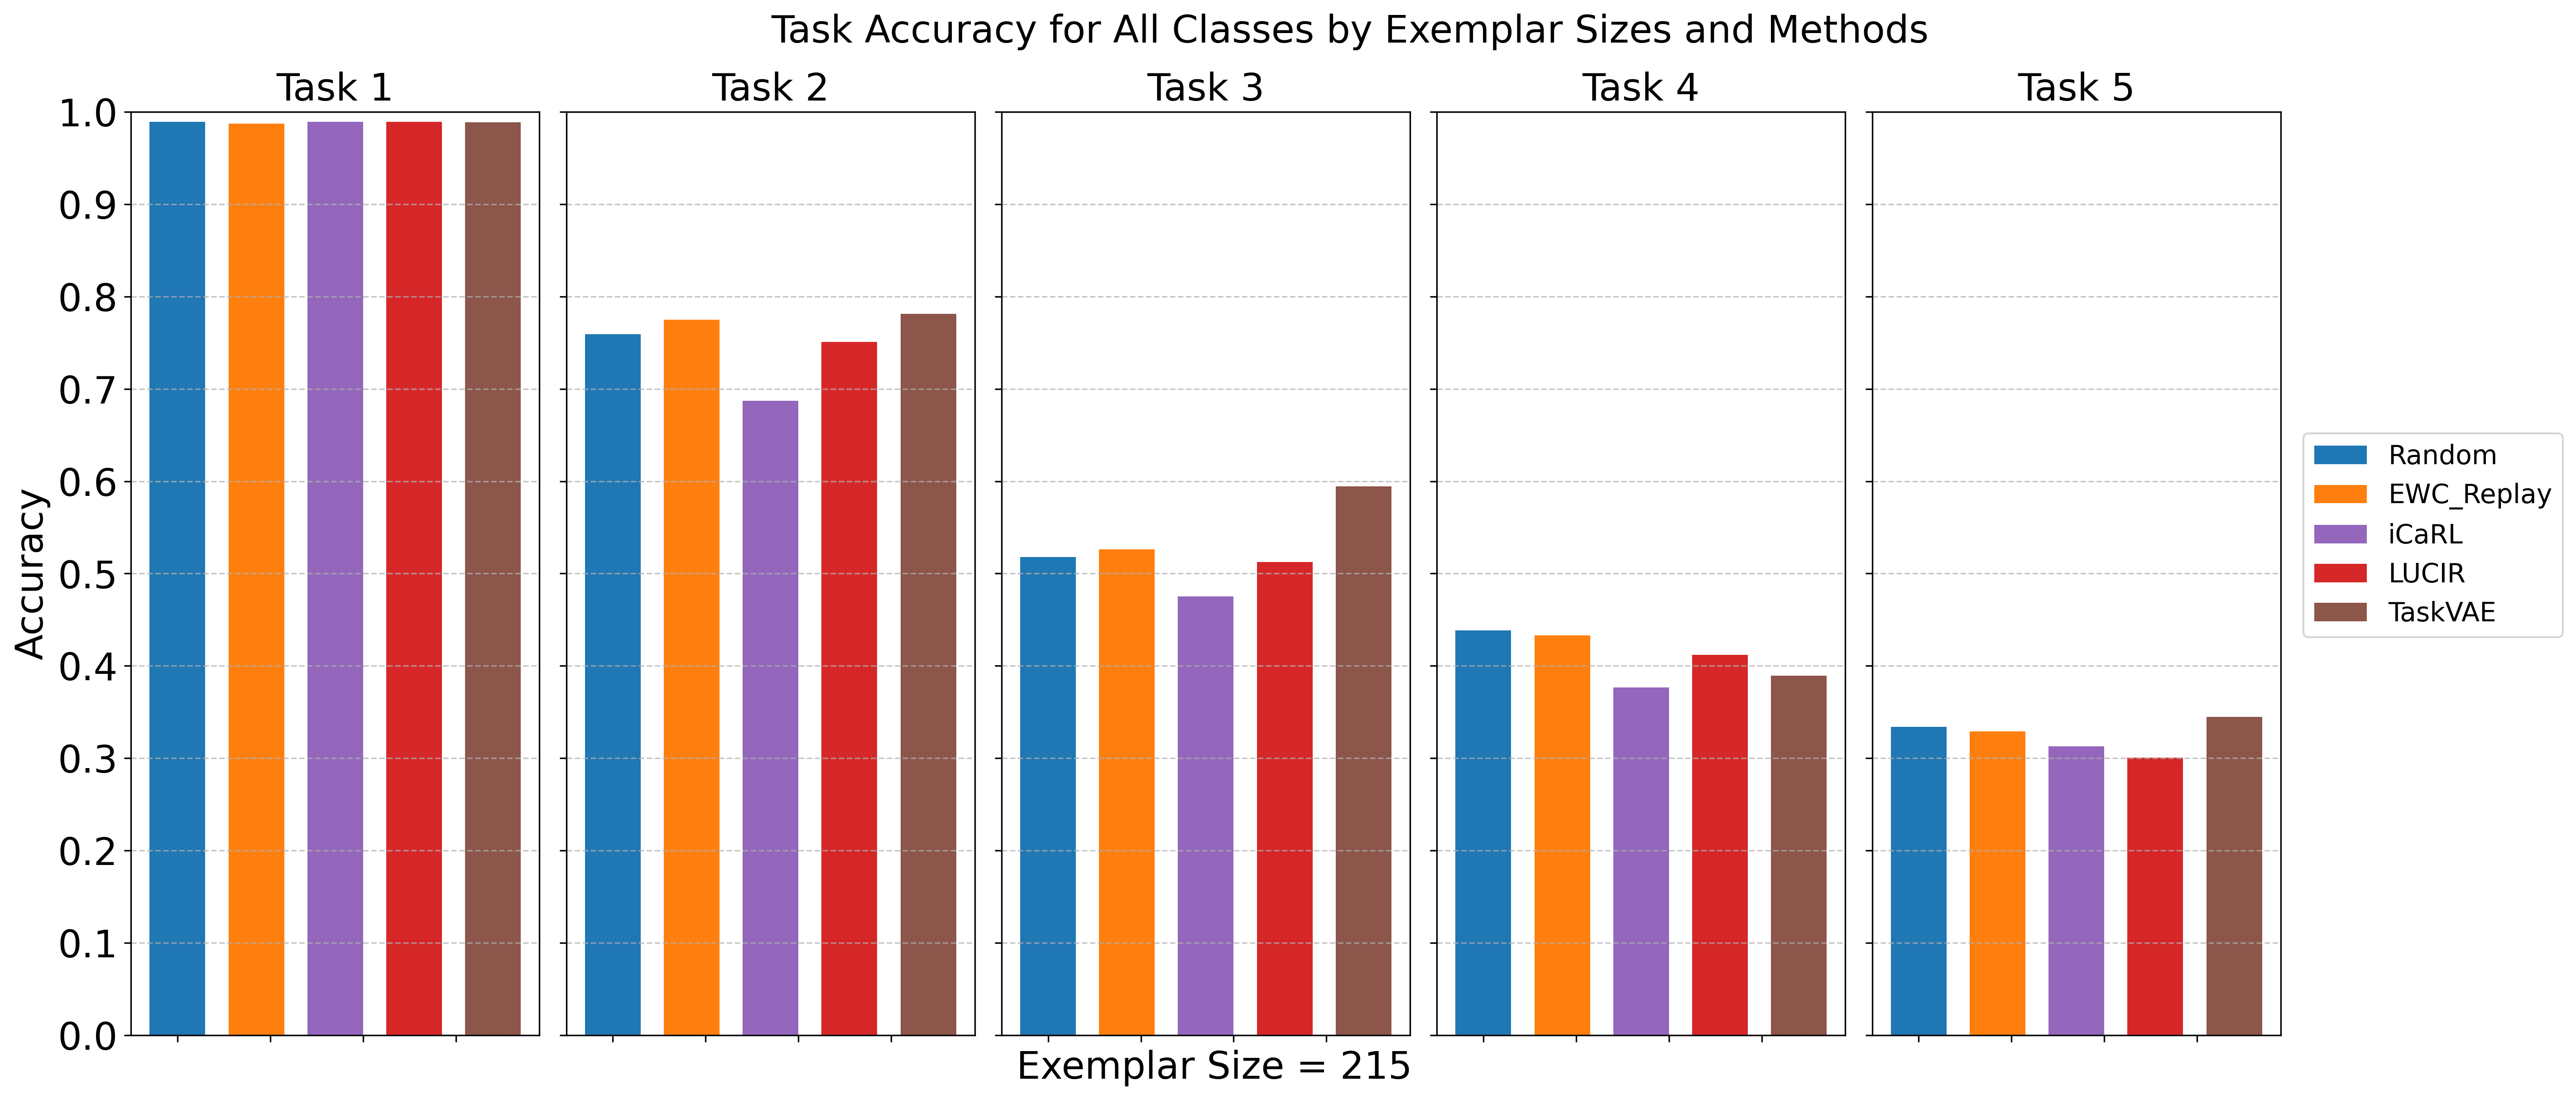 Task Accuracy for All Classes by Exemplar Sizes and Methods
Task 1
Task 2
Task 3
Task 4
Task 5
Accuracy
1.0
0.9
0.8
0.7
0.6
0.5
0.4
0.3
0.2
0.1
0.0
Exemplar Size = 215
Random
EWC_Replay
iCaRL
LUCIR
TaskVAE